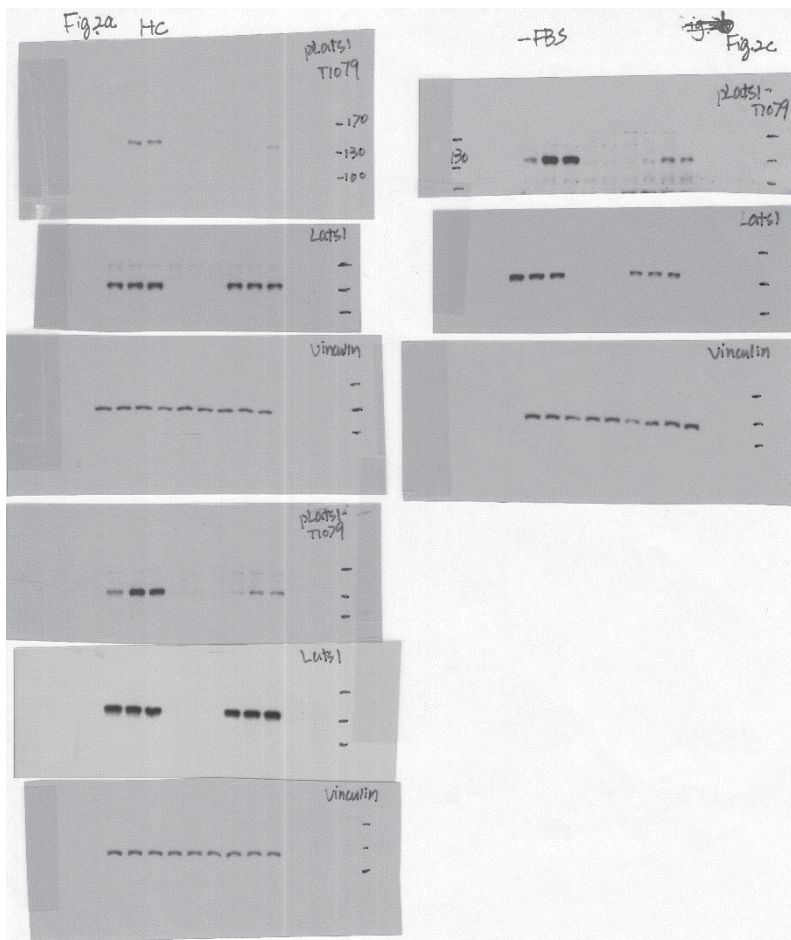 Fig.2a HC
pLats1
T1079
-170
-130
-100
Lats1
Vinculin
pLats1-
T1079
Lats1
Vinculin
-FBS
Fig.2c
pLats1-
T1079
130
Lats1
Vinculin